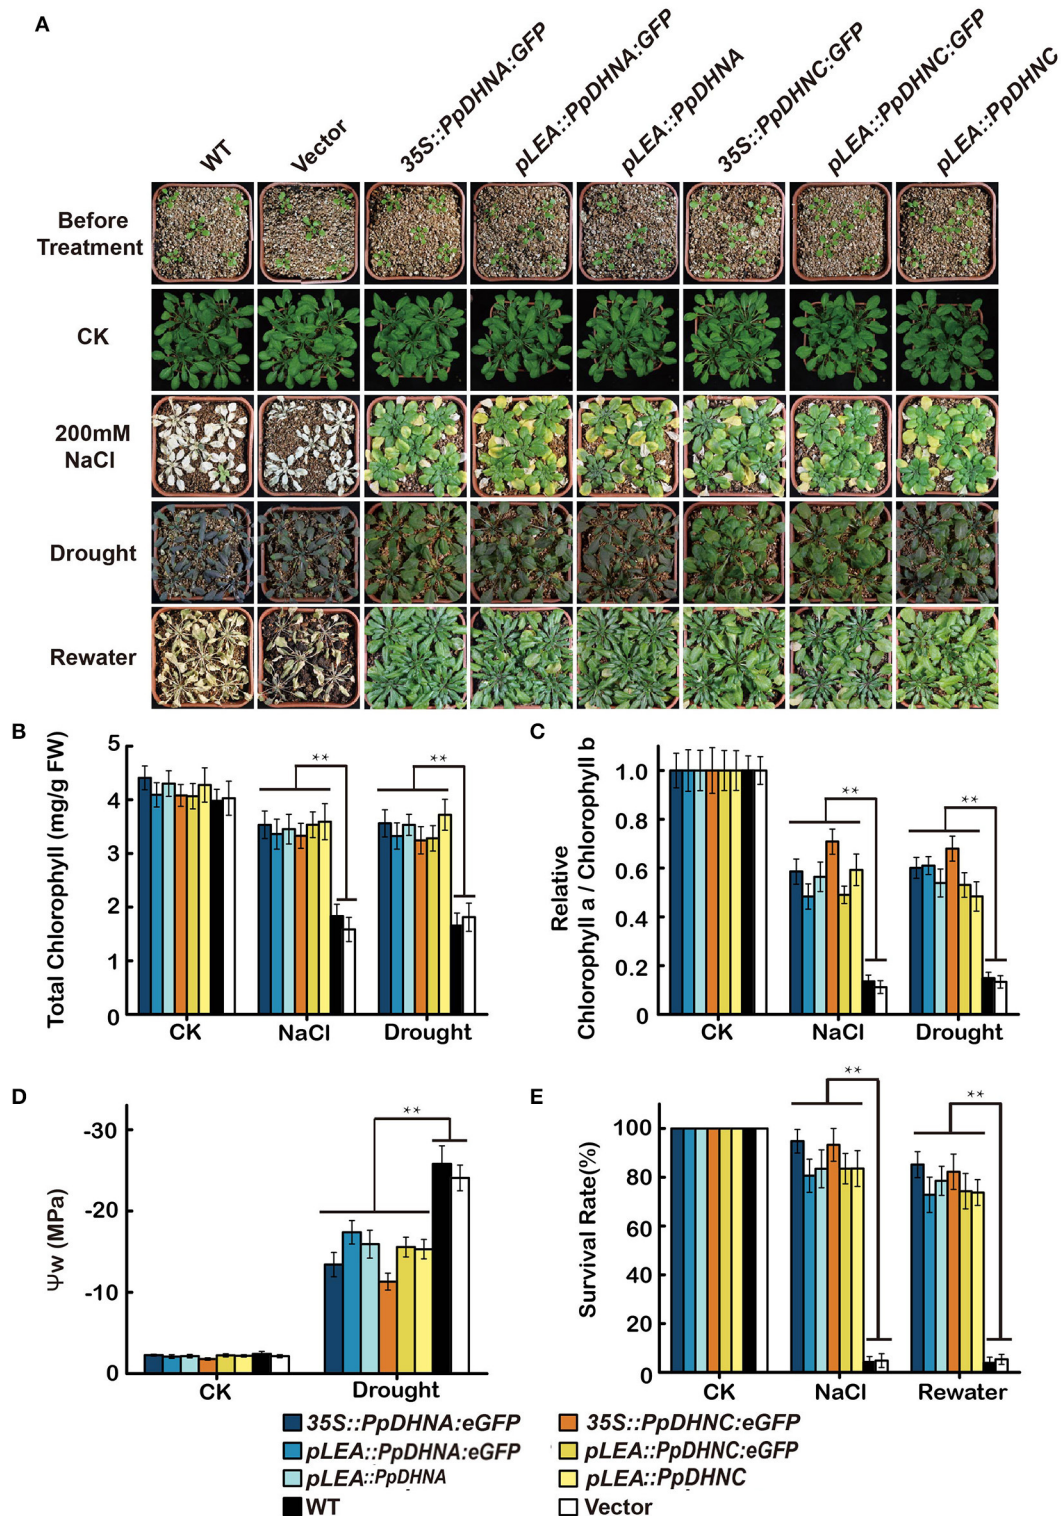 A
WT
Vector
35S::PpDHNA:GFP
pLEA::PpDHNA:GFP
pLEA::PpDHNA
35S::PpDHNC:GFP
pLEA::PpDHNC:GFP
pLEA::PpDHNC
Before
Treatment
CK
200mM
NaCl
Drought
Rewater
B
Total Chlorophyll (mg/g FW)
5
4
3
2
1
0
**
**
CK NaCl Drought
C
Relative
Chlorophyll a / Chlorophyll b
1.0
0.8
0.6
0.4
0.2
0
**
**
CK NaCl Drought
D
Ψw (MPa)
-30
-20
-10
0
**
CK Drought
E
Survival Rate(%)
100
80
60
40
20
0
**
**
CK NaCl Rewater
35S::PpDHNA:eGFP 35S::PpDHNC:eGFP
pLEA::PpDHNA:eGFP pLEA::PpDHNC:eGFP
pLEA::PpDHNA pLEA::PpDHNC
WT Vector